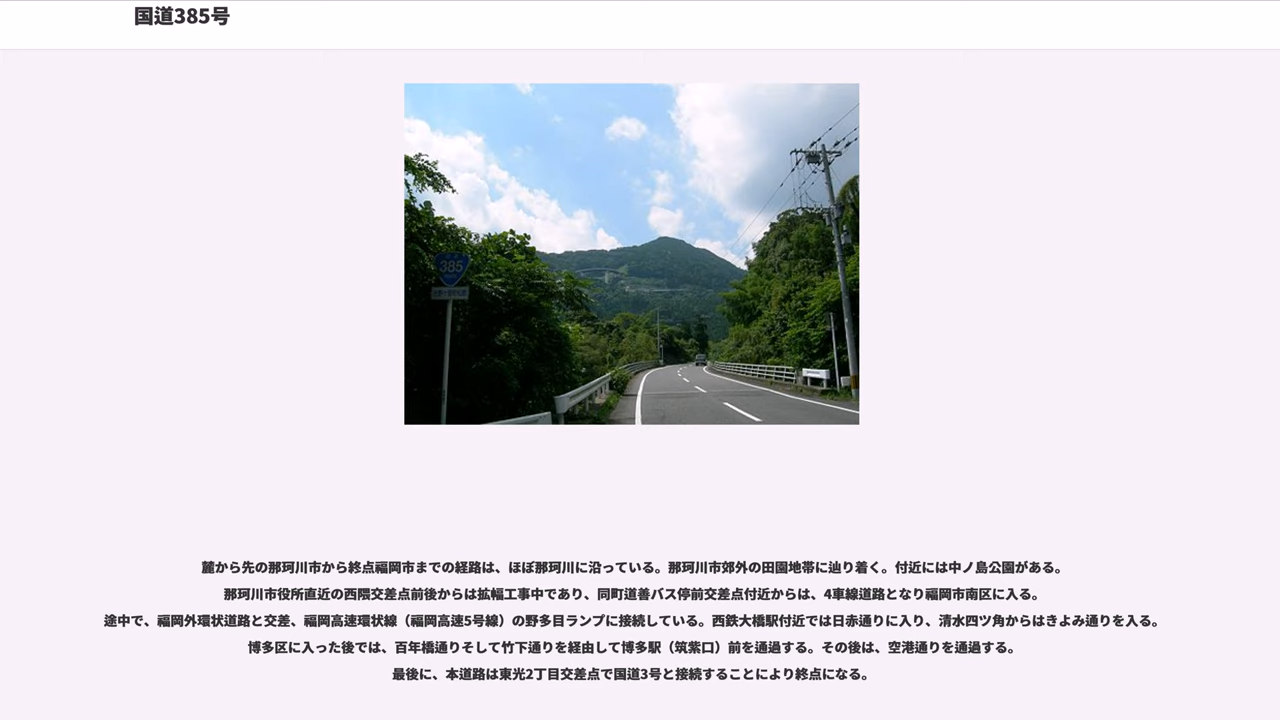 国道385号
385
麓から先の那珂川市から終点福岡市までの経路は、ほぼ那珂川に沿っている。那珂川市郊外の田園地帯に辿り着く。付近には中ノ島公園がある。
那珂川市役所直近の西隈交差点前後からは拡幅工事中であり、同町道善バス停前交差点付近からは、4車線道路となり福岡市南区に入る。
途中で、福岡外環状道路と交差、福岡高速環状線（福岡高速5号線）の野多目ランプに接続している。西鉄大橋駅付近では日赤通りに入り、清水四ツ角からはきよみ通りを入る。
博多区に入った後では、百年橋通りそして竹下通りを経由して博多駅（筑紫口）前を通過する。その後は、空港通りを通過する。
最後に、本道路は東光2丁目交差点で国道3号と接続することにより終点になる。